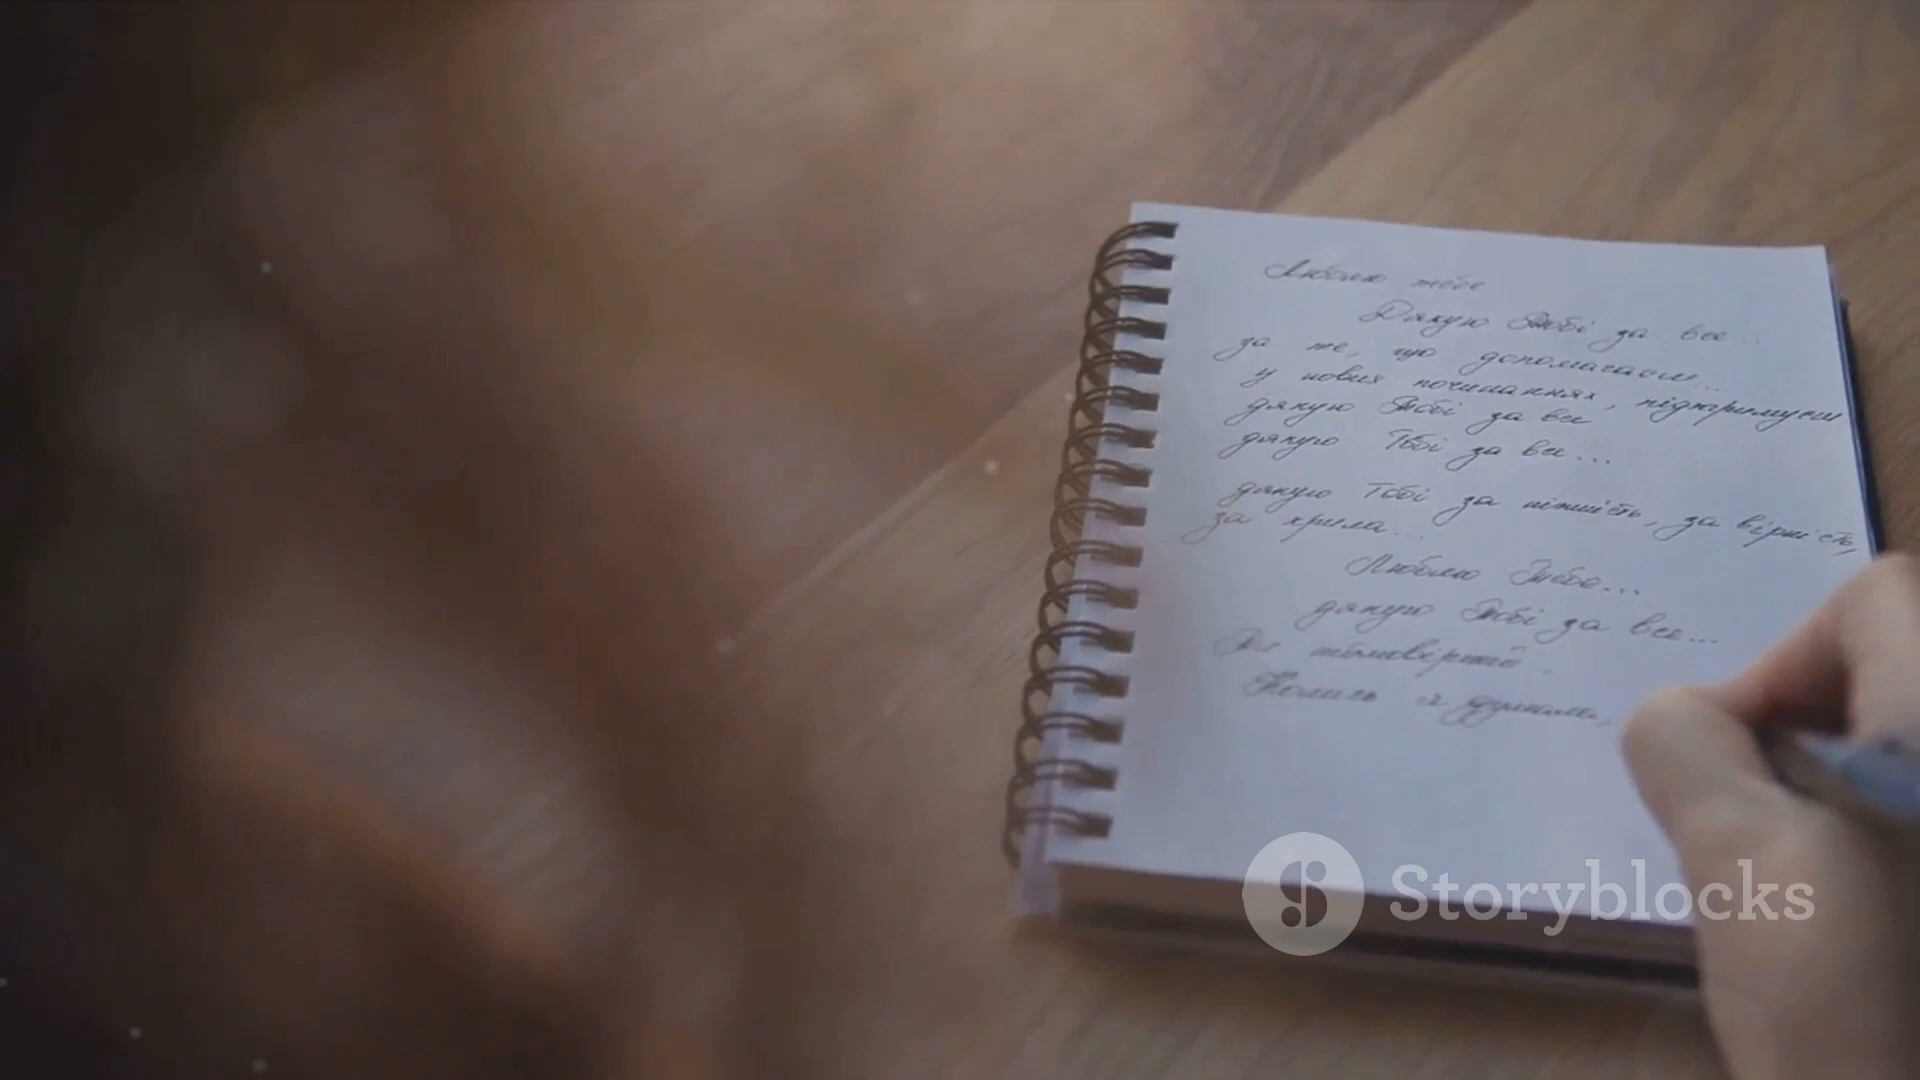 Люблю тебе
Дякую Тобі за все...
за те, що допомагаєш...
у нових починаннях, підтримуєш
дякую Тобі за все
дякую Тобі за все...
дякую Тобі за ніжність, за вірність,
за крила...
Люблю Тебе...
дякую Тобі за все...
Storyblocks